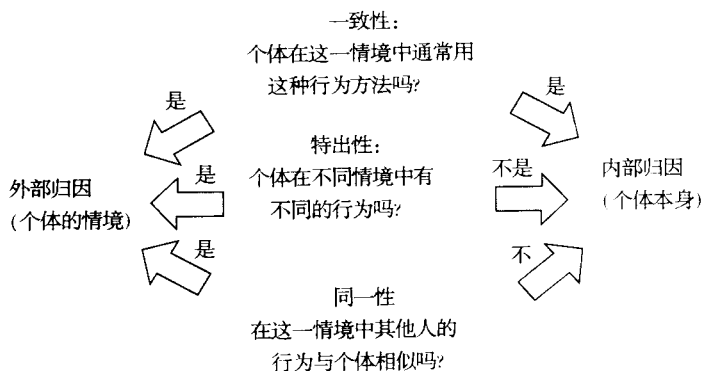 一致性:
个体在这一情境中通常用
这种行为方法吗?
是
是
特出性:
个体在不同情境中有
不同的行为吗?
是
不是
外部归因
(个体的情境)
内部归因
(个体本身)
是
不
同一性
在这一情境中其他人的
行为与个体相似吗?